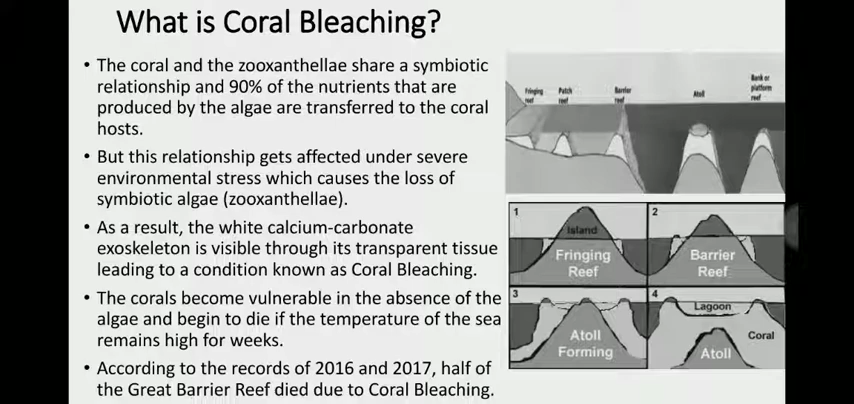 What is Coral Bleaching?
• The coral and the zooxanthellae share a symbiotic
relationship and 90% of the nutrients that are
produced by the algae are transferred to the coral
hosts.
• But this relationship gets affected under severe
environmental stress which causes the loss of
symbiotic algae (zooxanthellae).
• As a result, the white calcium-carbonate
exoskeleton is visible through its transparent tissue
leading to a condition known as Coral Bleaching.
• The corals become vulnerable in the absence of the
algae and begin to die if the temperature of the sea
remains high for weeks.
• According to the records of 2016 and 2017, half of
the Great Barrier Reef died due to Coral Bleaching.
Fringing
reef
Patch
reef
Barrier
reef
Atoll
Bank or
platform
reef
1
Island
Fringing
Reef
2
Barrier
Reef
3
Atoll
Forming
4
Lagoon
Coral
Atoll